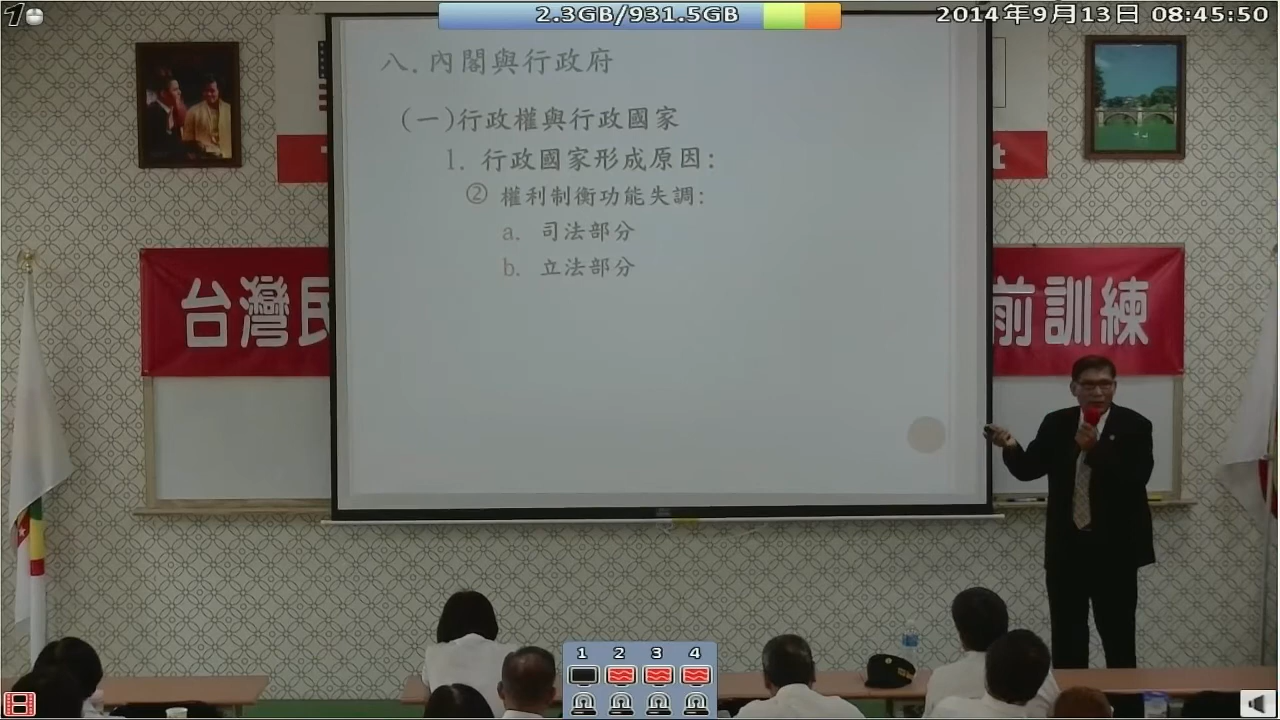 1
2.3GB/931.5GB
2014年9月13日 08:45:50
八.內閣與行政府
(一)行政權與行政國家
1. 行政國家形成原因:
② 權利制衡功能失調:
a. 司法部分
b. 立法部分
台灣民
前訓練
t
1 2 3 4